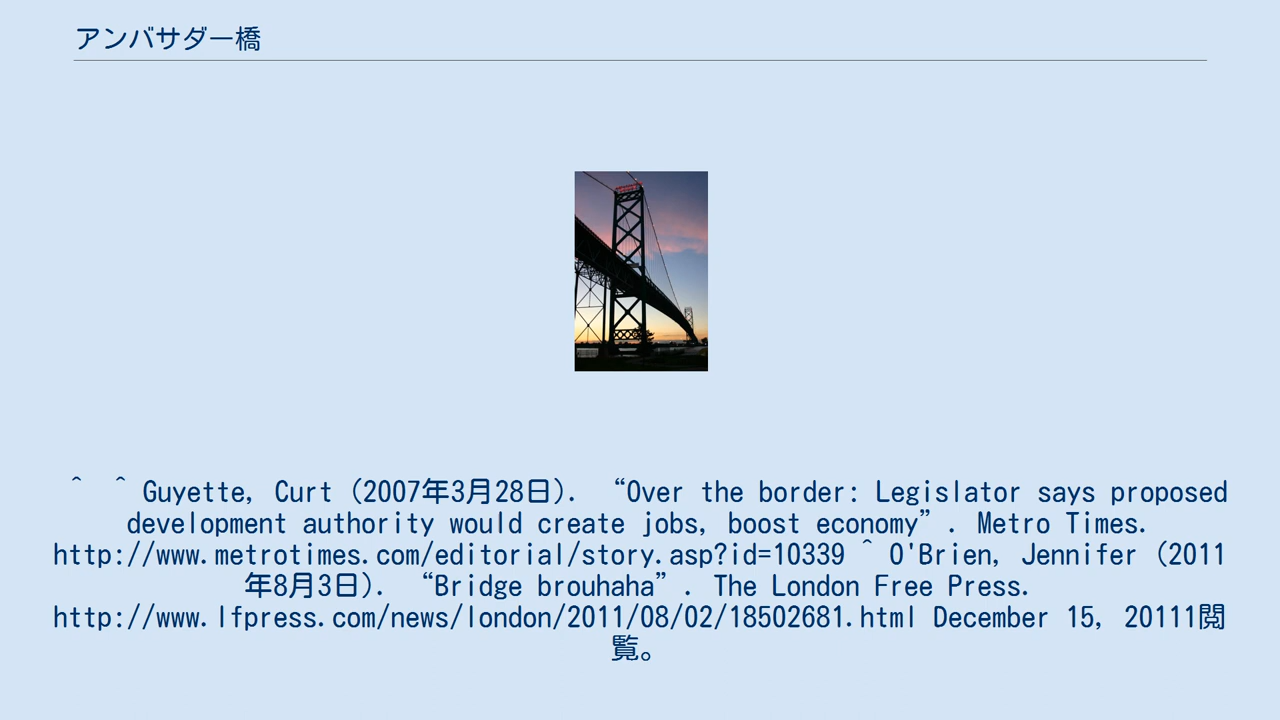 アンバサダー橋
^ ^ Guyette, Curt (2007年3月28日). “Over the border: Legislator says proposed
development authority would create jobs, boost economy”. Metro Times.
http://www.metrotimes.com/editorial/story.asp?id=10339 ^ O'Brien, Jennifer (2011
年8月3日). “Bridge brouhaha”. The London Free Press.
http://www.lfpress.com/news/london/2011/08/02/18502681.html December 15, 20111閲
覧。